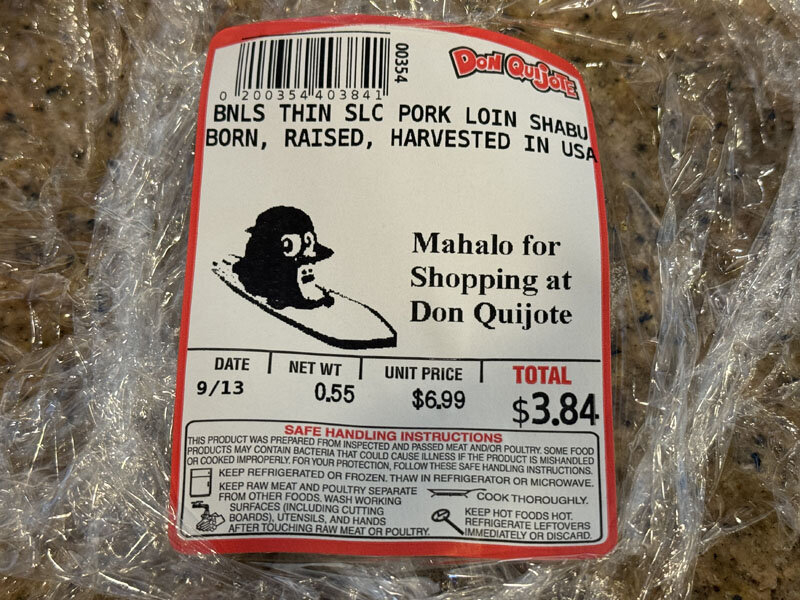 00354
0 200354 403841
DON QUIJOTE
BNLS THIN SLC PORK LOIN SHABU
BORN, RAISED, HARVESTED IN USA
Mahalo for
Shopping at
Don Quijote
DATE NET WT UNIT PRICE TOTAL
9/13 0.55 $6.99 $3.84
SAFE HANDLING INSTRUCTIONS
THIS PRODUCT WAS PREPARED FROM INSPECTED AND PASSED MEAT AND/OR POULTRY. SOME FOOD
PRODUCTS MAY CONTAIN BACTERIA THAT COULD CAUSE ILLNESS IF THE PRODUCT IS MISHANDLED
OR COOKED IMPROPERLY. FOR YOUR PROTECTION, FOLLOW THESE SAFE HANDLING INSTRUCTIONS.
KEEP REFRIGERATED OR FROZEN. THAW IN REFRIGERATOR OR MICROWAVE.
KEEP RAW MEAT AND POULTRY SEPARATE
FROM OTHER FOODS. WASH WORKING
SURFACES (INCLUDING CUTTING
BOARDS), UTENSILS, AND HANDS
AFTER TOUCHING RAW MEAT OR POULTRY.
COOK THOROUGHLY.
KEEP HOT FOODS HOT.
REFRIGERATE LEFTOVERS
IMMEDIATELY OR DISCARD.